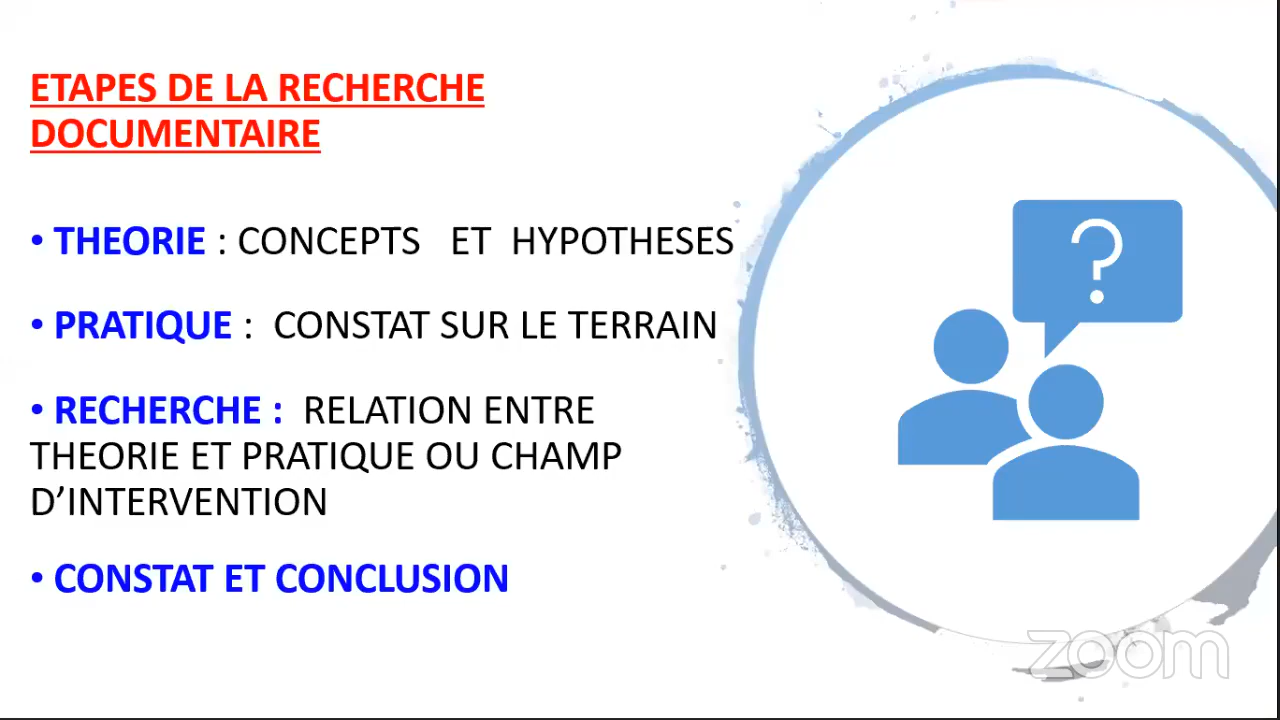 ETAPES DE LA RECHERCHE
DOCUMENTAIRE
• THEORIE : CONCEPTS ET HYPOTHESES
• PRATIQUE : CONSTAT SUR LE TERRAIN
• RECHERCHE : RELATION ENTRE
THEORIE ET PRATIQUE OU CHAMP
D’INTERVENTION
• CONSTAT ET CONCLUSION
?
zoom